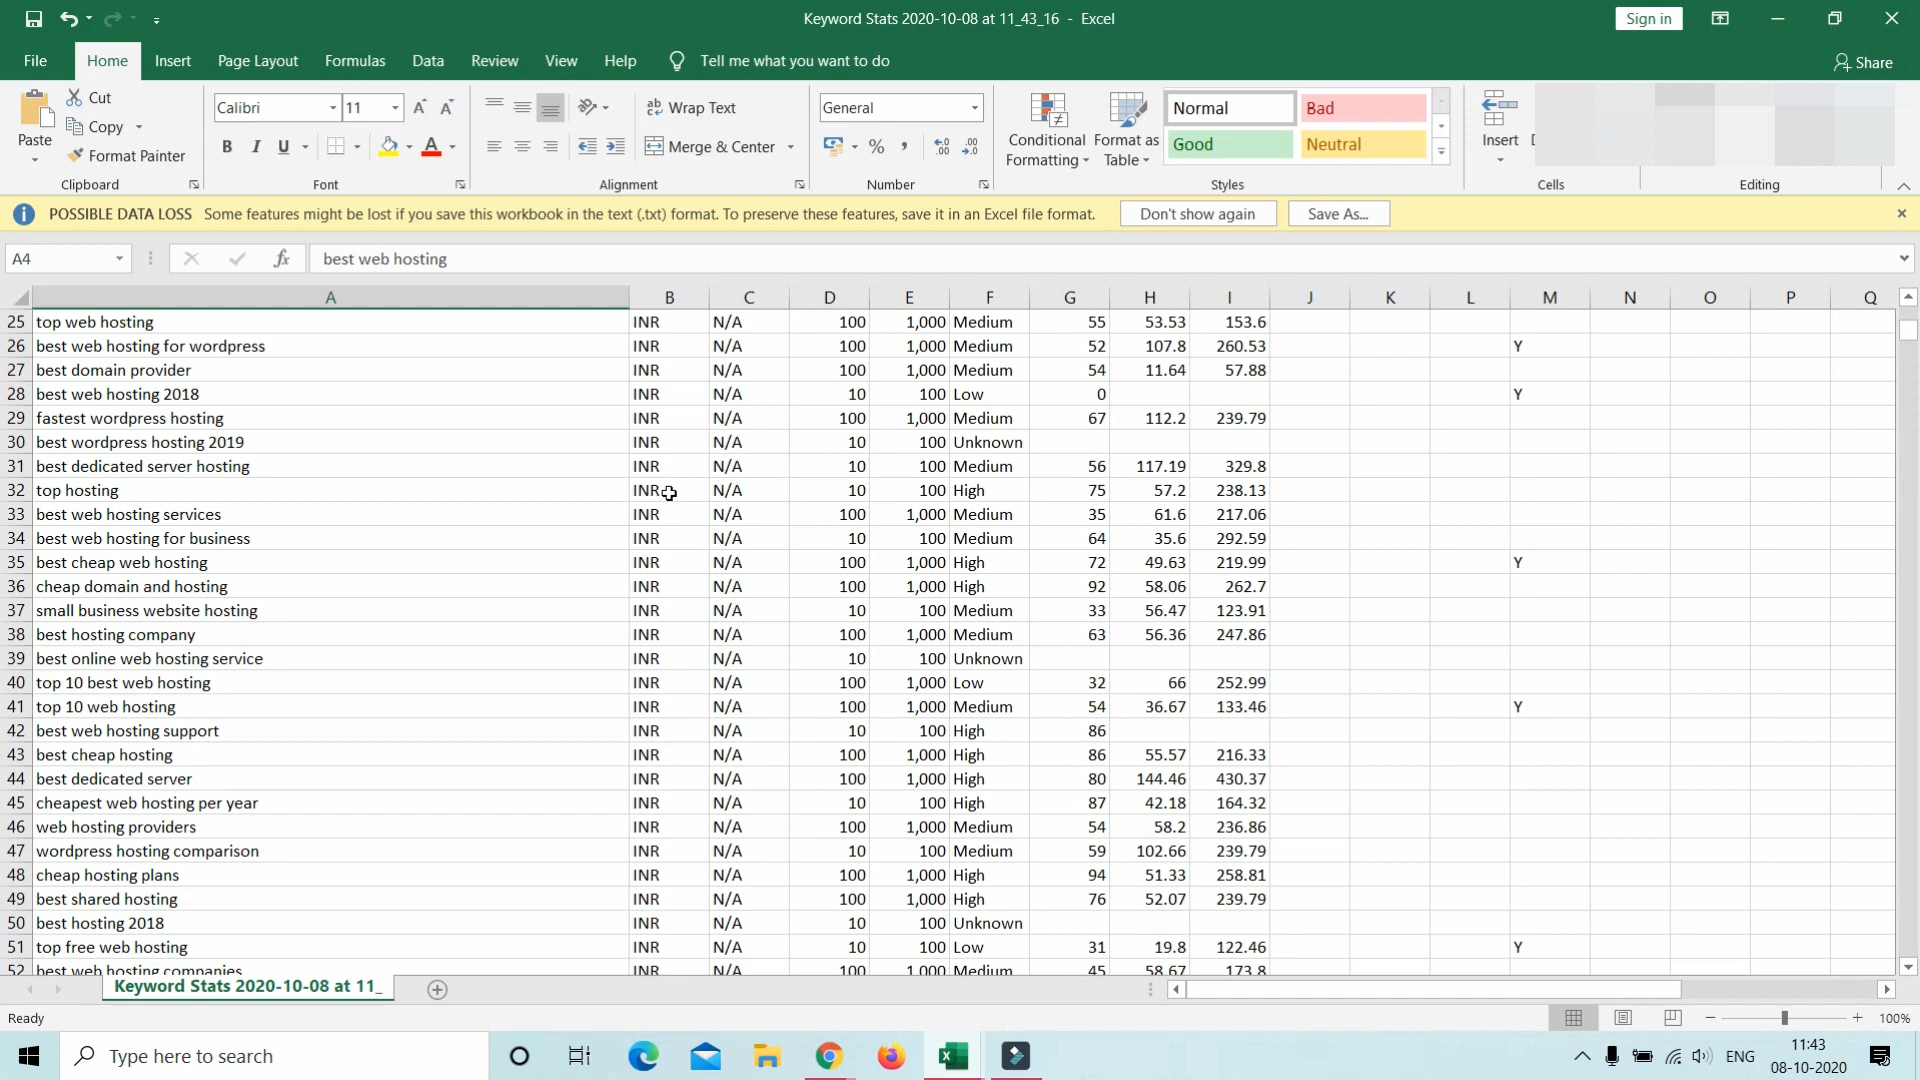 Keyword Stats 2020-10-08 at 11_43_16 - Excel
Sign in
File Home Insert Page Layout Formulas Data Review View Help Tell me what you want to do
Share
Paste
Cut
Copy
Format Painter
Clipboard
Calibri 11
B I U
Font
Wrap Text
Merge & Center
Alignment
General
Number
Conditional Formatting
Format as Table
Normal Bad
Good Neutral
Styles
Insert
Cells
Editing
POSSIBLE DATA LOSS Some features might be lost if you save this workbook in the text (.txt) format. To preserve these features, save it in an Excel file format. Don't show again Save As...
A4 fx best web hosting
A B C D E F G H I J K L M N O P Q
25 top web hosting INR N/A 100 1,000 Medium 55 53.53 153.6
26 best web hosting for wordpress INR N/A 100 1,000 Medium 52 107.8 260.53 Y
27 best domain provider INR N/A 100 1,000 Medium 54 11.64 57.88
28 best web hosting 2018 INR N/A 10 100 Low 0 Y
29 fastest wordpress hosting INR N/A 100 1,000 Medium 67 112.2 239.79
30 best wordpress hosting 2019 INR N/A 10 100 Unknown
31 best dedicated server hosting INR N/A 10 100 Medium 56 117.19 329.8
32 top hosting INR N/A 10 100 High 75 57.2 238.13
33 best web hosting services INR N/A 100 1,000 Medium 35 61.6 217.06
34 best web hosting for business INR N/A 10 100 Medium 64 35.6 292.59
35 best cheap web hosting INR N/A 100 1,000 High 72 49.63 219.99 Y
36 cheap domain and hosting INR N/A 100 1,000 High 92 58.06 262.7
37 small business website hosting INR N/A 10 100 Medium 33 56.47 123.91
38 best hosting company INR N/A 100 1,000 Medium 63 56.36 247.86
39 best online web hosting service INR N/A 10 100 Unknown
40 top 10 best web hosting INR N/A 100 1,000 Low 32 66 252.99
41 top 10 web hosting INR N/A 100 1,000 Medium 54 36.67 133.46 Y
42 best web hosting support INR N/A 10 100 High 86
43 best cheap hosting INR N/A 100 1,000 High 86 55.57 216.33
44 best dedicated server INR N/A 100 1,000 High 80 144.46 430.37
45 cheapest web hosting per year INR N/A 10 100 High 87 42.18 164.32
46 web hosting providers INR N/A 100 1,000 Medium 54 58.2 236.86
47 wordpress hosting comparison INR N/A 10 100 Medium 59 102.66 239.79
48 cheap hosting plans INR N/A 100 1,000 High 94 51.33 258.81
49 best shared hosting INR N/A 100 1,000 High 76 52.07 239.79
50 best hosting 2018 INR N/A 10 100 Unknown
51 top free web hosting INR N/A 10 100 Low 31 19.8 122.46 Y
52 best web hosting companies INR N/A 100 1,000 Medium 45 58.67 173.8
Keyword Stats 2020-10-08 at 11_
Ready
100%
Type here to search
ENG
11:43
08-10-2020